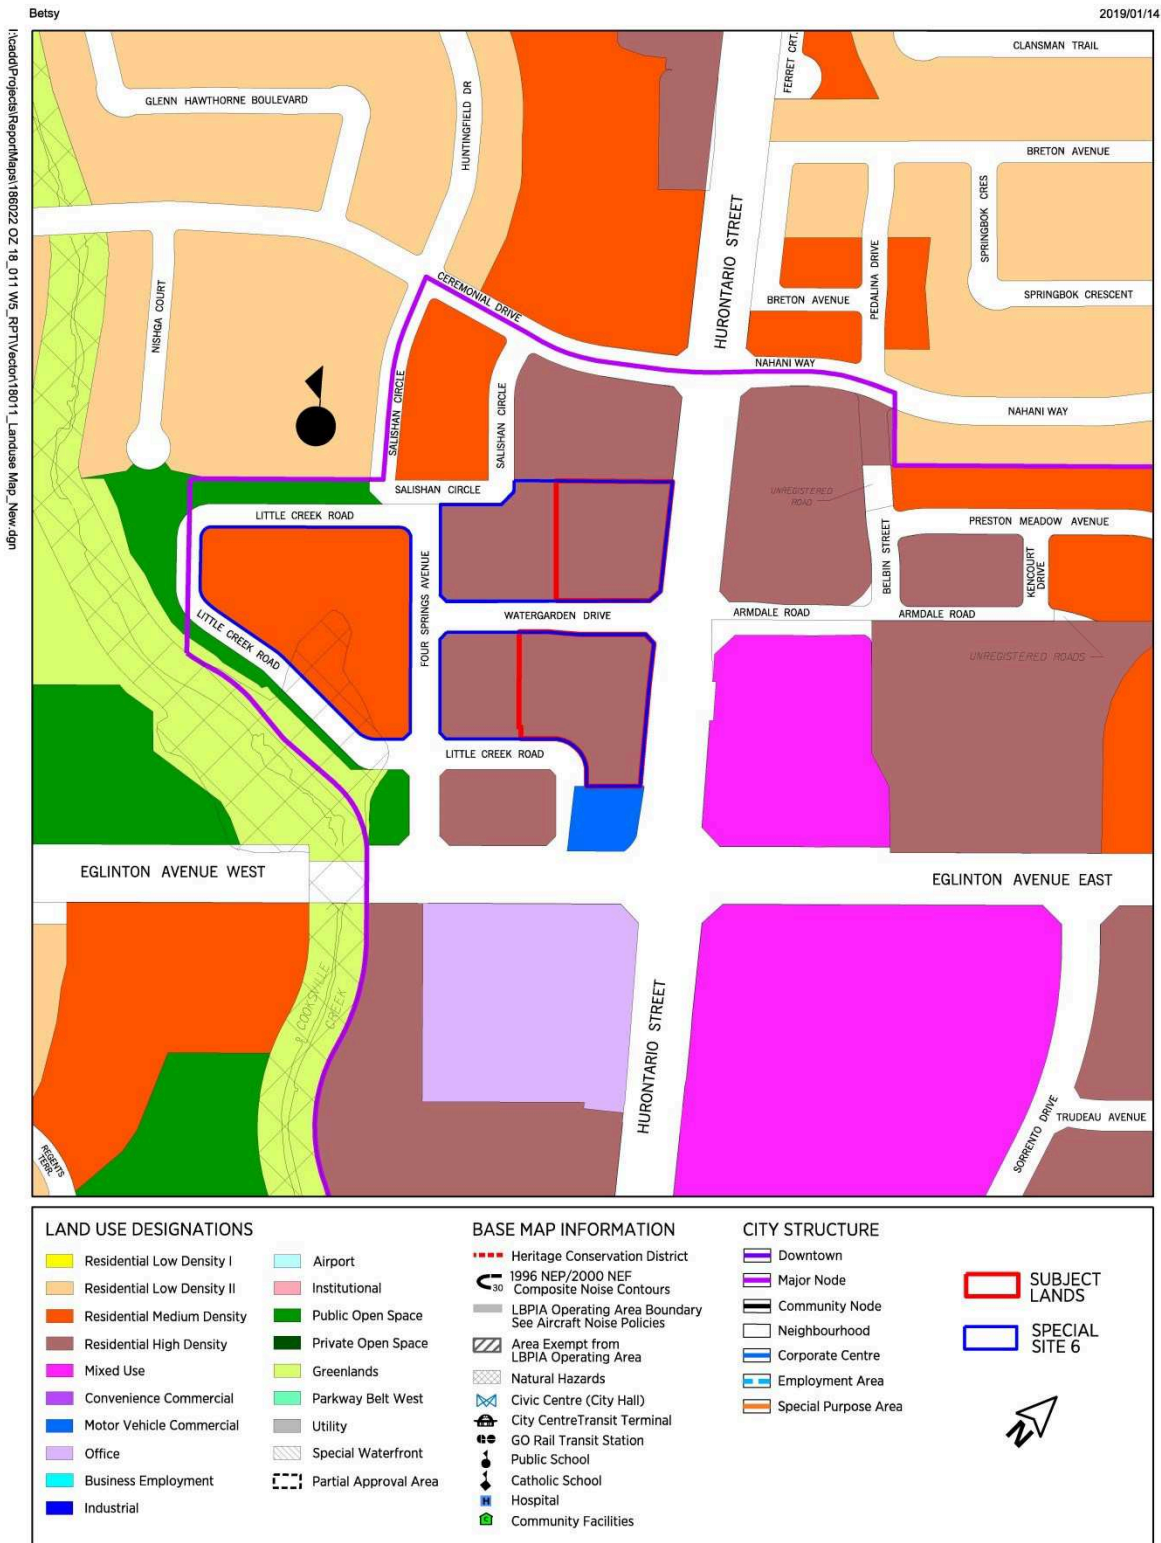 Betsy
2019/01/14
I:\cadd\Projects\ReportMaps\186022 OZ 18_011 W5_RPT\Vector\18011_Landuse Map_New.dgn
CLANSMAN TRAIL
FERRET CRT.
GLENN HAWTHORNE BOULEVARD
HUNTINGFIELD DR
BRETON AVENUE
SPRINGBOK CRES
HURONTARIO STREET
PEDALINA DRIVE
NISHGA COURT
CEREMONIAL DRIVE
BRETON AVENUE
SPRINGBOK CRESCENT
NAHANI WAY
SALISHAN CIRCLE
SALISHAN CIRCLE
NAHANI WAY
SALISHAN CIRCLE
UNREGISTERED
ROAD
LITTLE CREEK ROAD
PRESTON MEADOW AVENUE
FOUR SPRINGS AVENUE
BELBIN STREET
KENCOURT
DRIVE
WATERGARDEN DRIVE
ARMDALE ROAD
ARMDALE ROAD
LITTLE CREEK ROAD
UNREGISTERED ROADS
LITTLE CREEK ROAD
EGLINTON AVENUE WEST
EGLINTON AVENUE EAST
COOKSVILLE
CREEK
HURONTARIO STREET
SORRENTO DRIVE
TRUDEAU AVENUE
REGENTS
TERR.
LAND USE DESIGNATIONS
Residential Low Density I
Residential Low Density II
Residential Medium Density
Residential High Density
Mixed Use
Convenience Commercial
Motor Vehicle Commercial
Office
Business Employment
Industrial
Airport
Institutional
Public Open Space
Private Open Space
Greenlands
Parkway Belt West
Utility
Special Waterfront
Partial Approval Area
BASE MAP INFORMATION
Heritage Conservation District
30
1996 NEP/2000 NEF
Composite Noise Contours
LBPIA Operating Area Boundary
See Aircraft Noise Policies
Area Exempt from
LBPIA Operating Area
Natural Hazards
Civic Centre (City Hall)
City CentreTransit Terminal
GO Rail Transit Station
Public School
Catholic School
H
Hospital
C
Community Facilities
CITY STRUCTURE
Downtown
Major Node
Community Node
Neighbourhood
Corporate Centre
Employment Area
Special Purpose Area
SUBJECT
LANDS
SPECIAL
SITE 6
N